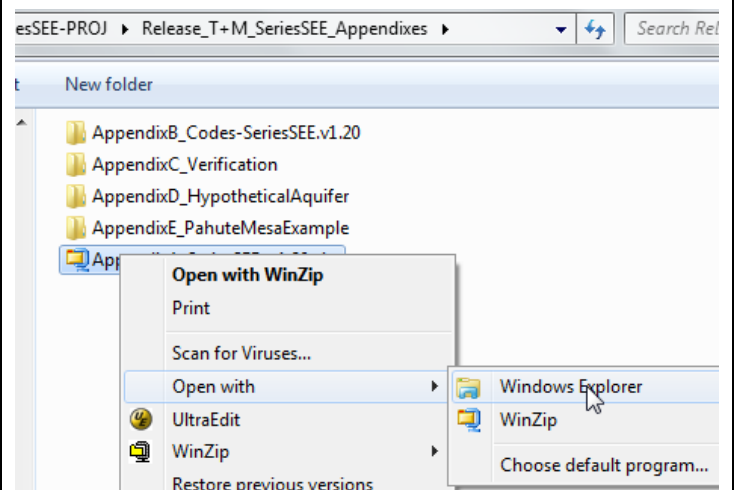 esSEE-PROJ ▸ Release_T+M_SeriesSEE_Appendixes ▸ Search Rel
t New folder
AppendixB_Codes-SeriesSEE.v1.20
AppendixC_Verification
AppendixD_HypotheticalAquifer
AppendixE_PahuteMesaExample
App
Open with WinZip
Print
Scan for Viruses...
Open with
Windows Explorer
UltraEdit
WinZip
WinZip
Choose default program...
Restore previous versions